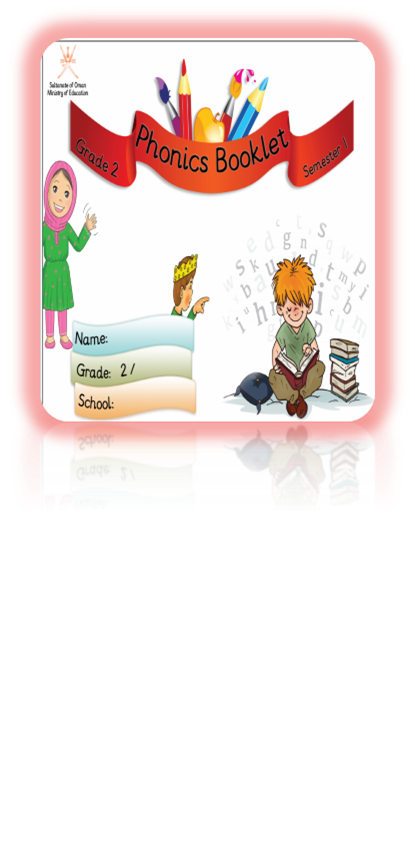 Sultanate of Oman
Ministry of Education
Grade 2
Phonics Booklet
Semester 1
Name:
Grade: 2 /
School: